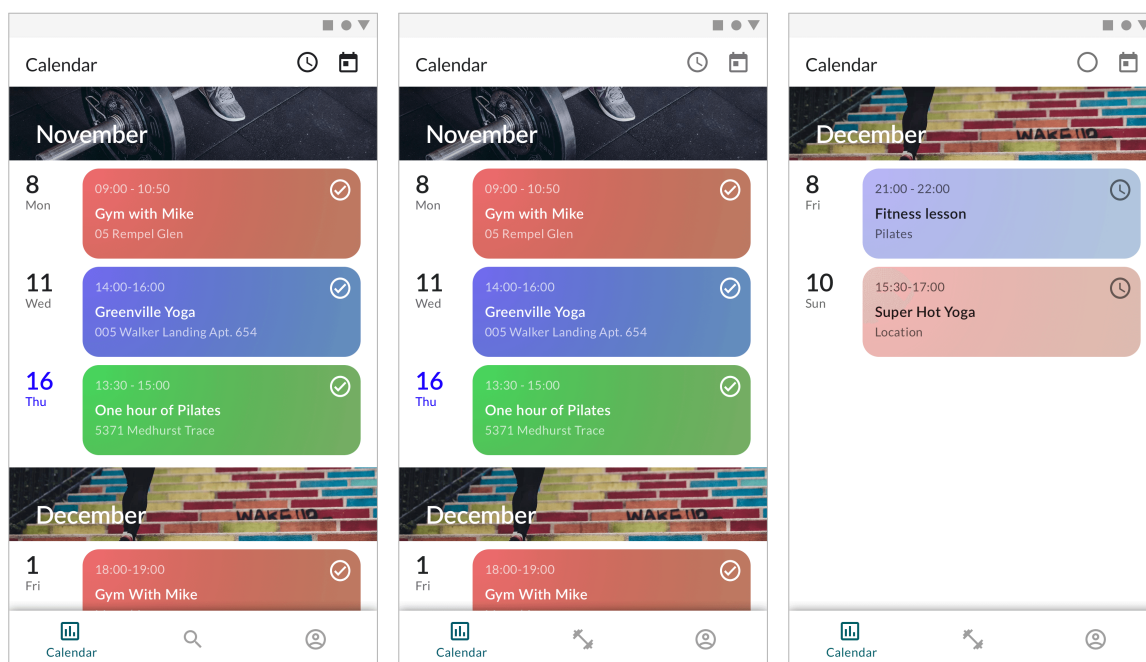 Calendar
November
8
Mon
09:00 - 10:50
Gym with Mike
05 Rempel Glen
11
Wed
14:00-16:00
Greenville Yoga
005 Walker Landing Apt. 654
16
Thu
13:30 - 15:00
One hour of Pilates
5371 Medhurst Trace
WAKE UP
December
1
Fri
18:00-19:00
Gym With Mike
Calendar
Calendar
November
8
Mon
09:00 - 10:50
Gym with Mike
05 Rempel Glen
11
Wed
14:00-16:00
Greenville Yoga
005 Walker Landing Apt. 654
16
Thu
13:30 - 15:00
One hour of Pilates
5371 Medhurst Trace
WAKE UP
December
1
Fri
18:00-19:00
Gym With Mike
Calendar
Calendar
WAKE UP
December
8
Fri
21:00 - 22:00
Fitness lesson
Pilates
10
Sun
15:30-17:00
Super Hot Yoga
Location
Calendar